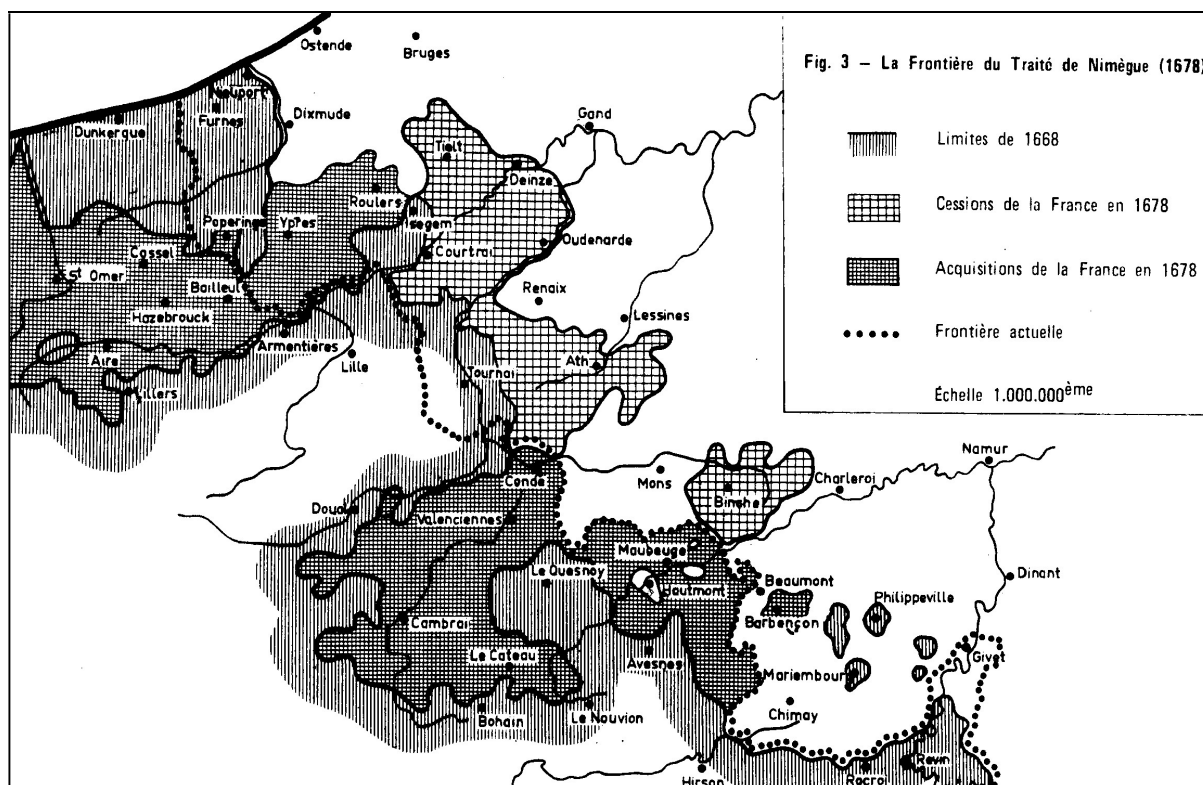 Fig. 3 — La Frontière du Traité de Nimègue (1678)
Limites de 1668
Cessions de la France en 1678
Acquisitions de la France en 1678
Frontière actuelle
Échelle 1.000.000ème
Ostende
Bruges
Nieuport
Furnes
Dunkerque
Dixmude
Gand
Tielt
Deinze
Roulers
Isegem
Poperinge
Ypres
Oudenarde
Courtrai
Cassel
St Omer
Bailleul
Hazebrouck
Renaix
Lessines
Armentières
Aire
Lille
Ath
Tournai
Lillers
Namur
Condé
Mons
Charleroi
Binche
Douai
Valenciennes
Maubeuge
Le Quesnoy
Hautmont
Beaumont
Dinant
Barbençon
Philippeville
Cambrai
Le Cateau
Avesnes
Givet
Mariembour
Chimay
Bohain
Le Nouvion
Hirson
Rocroi
Revin